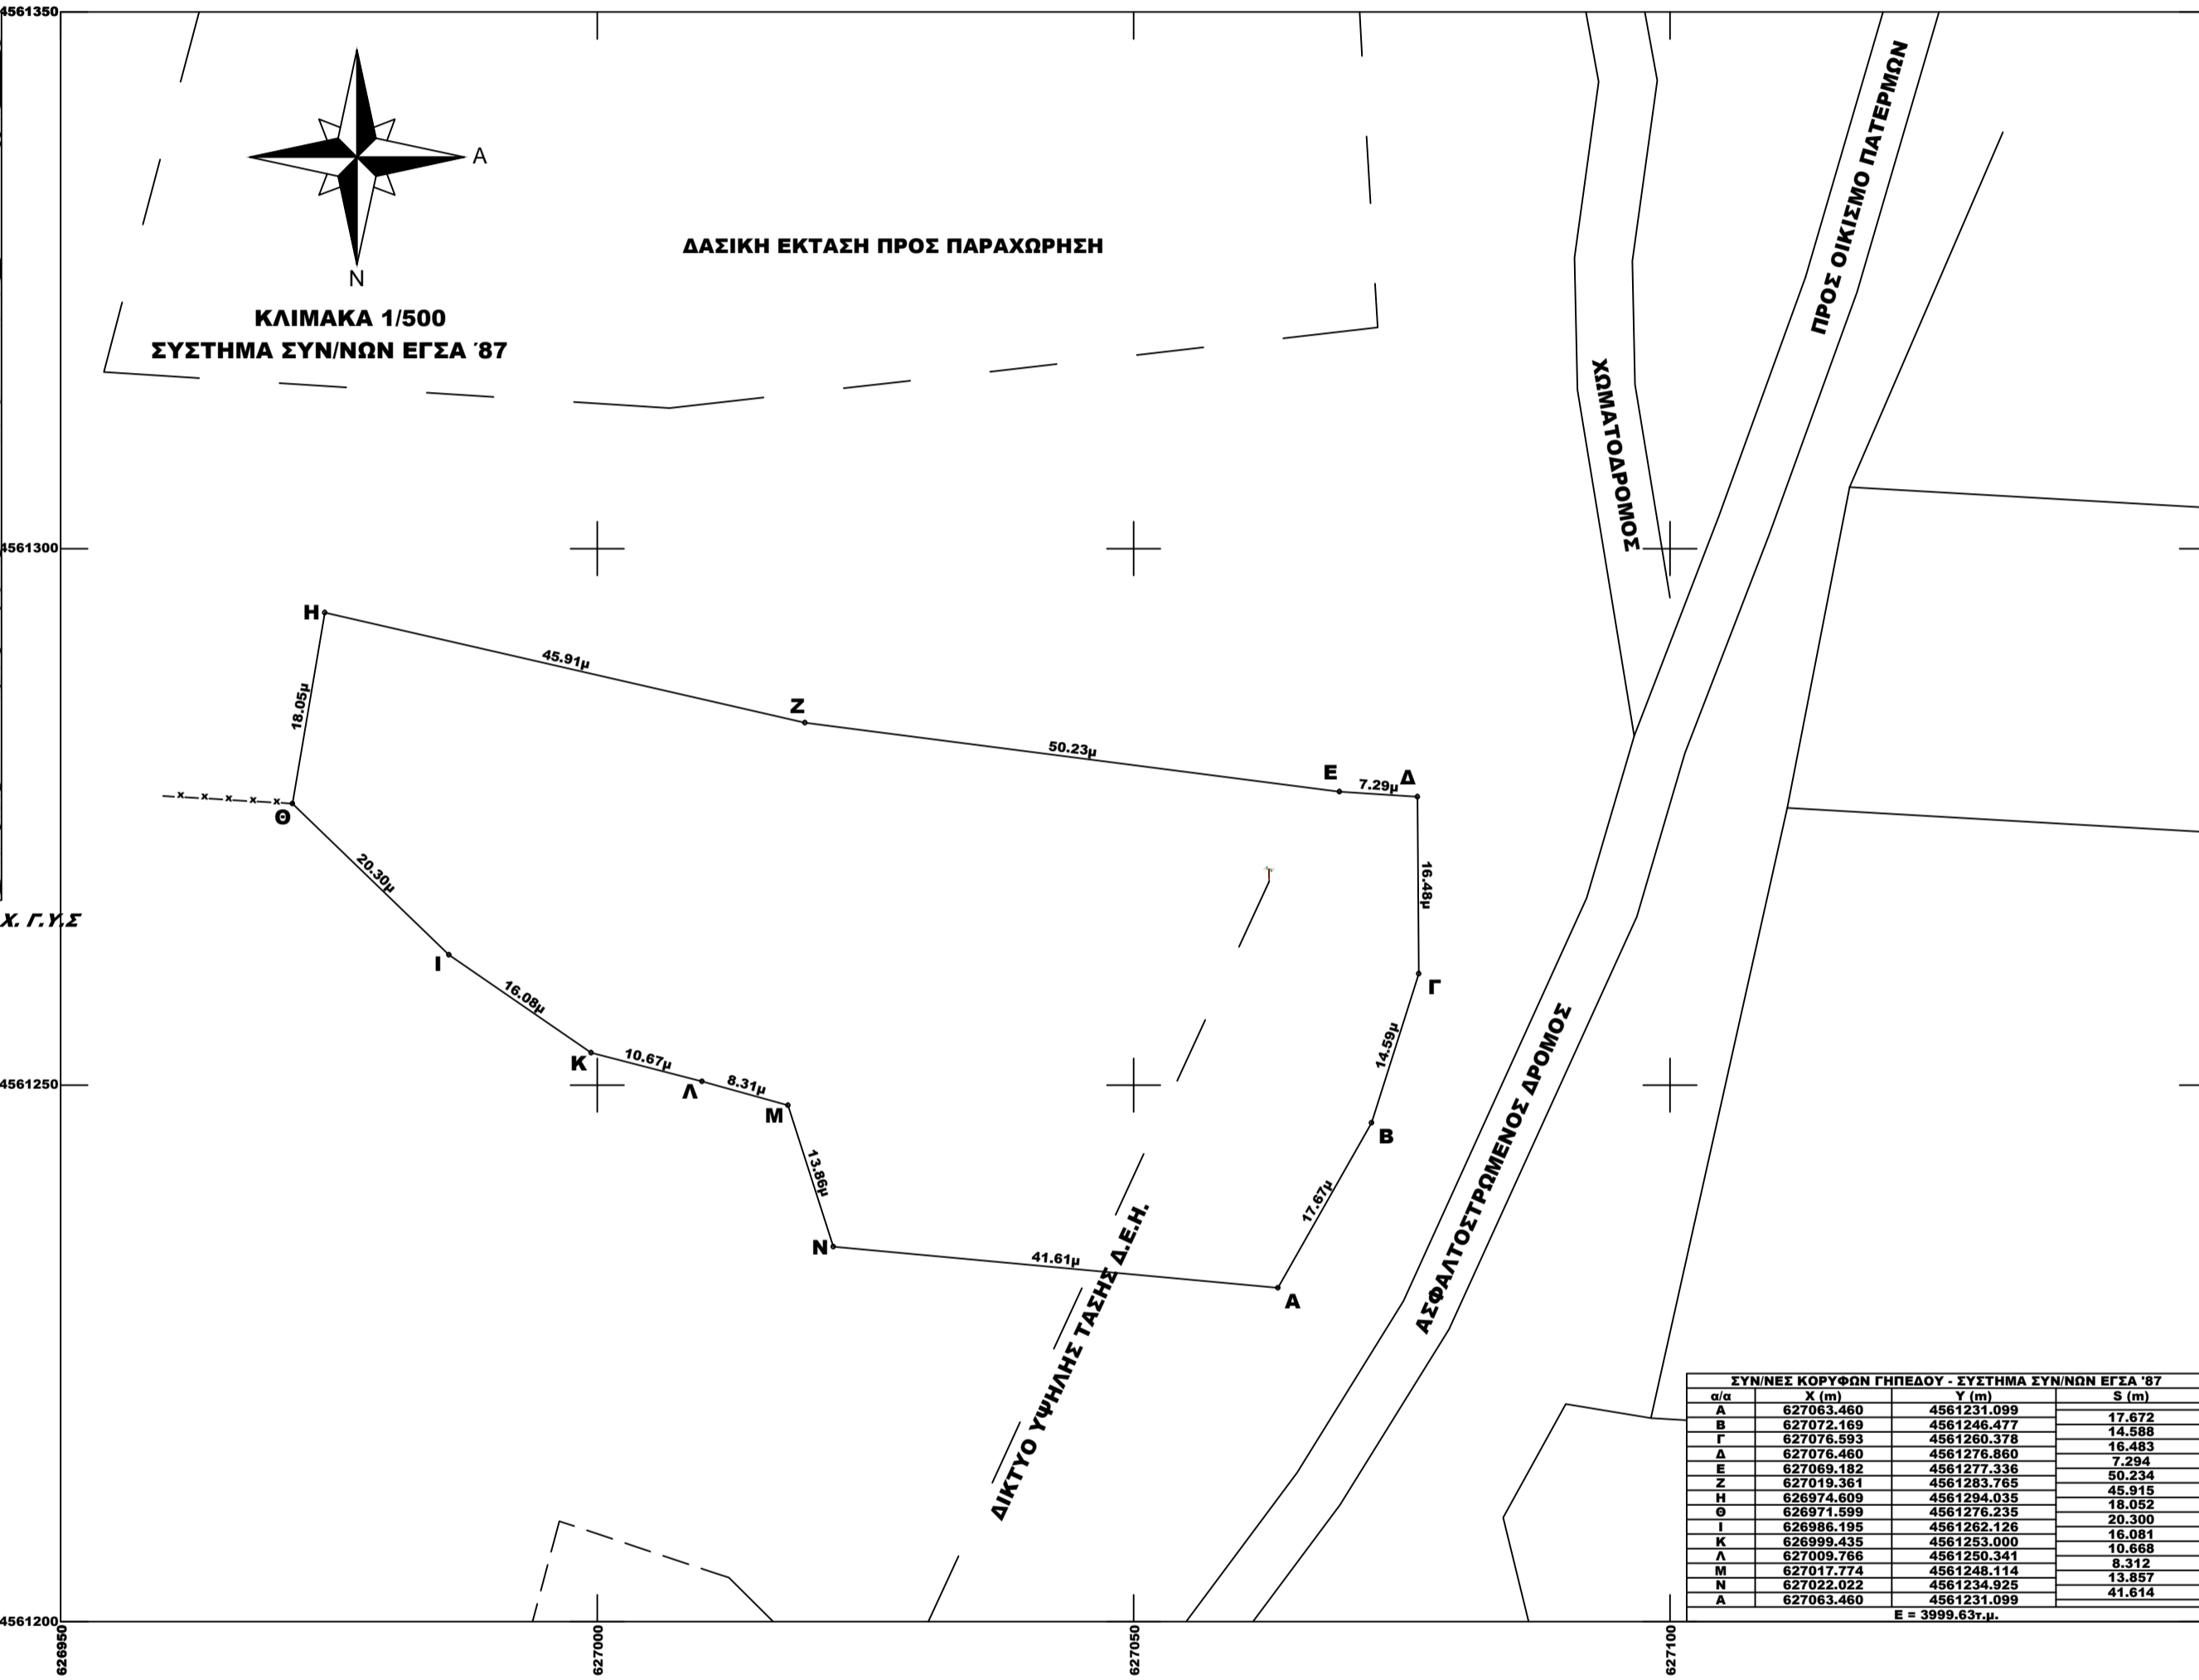 4561350
Α
Ν
ΚΛΙΜΑΚΑ 1/500
ΣΥΣΤΗΜΑ ΣΥΝ/ΝΩΝ ΕΓΣΑ ΄87
ΔΑΣΙΚΗ ΕΚΤΑΣΗ ΠΡΟΣ ΠΑΡΑΧΩΡΗΣΗ
ΠΡΟΣ ΟΙΚΙΣΜΟ ΠΑΤΕΡΜΩΝ
ΧΩΜΑΤΟΔΡΟΜΟΣ
4561300
Η
45.91μ
18.05μ
Ζ
50.23μ
Ε
7.29μ
Δ
x x x x x
Θ
20.30μ
16.48μ
Χ. Γ.Υ.Σ
Ι
Γ
16.08μ
14.59μ
4561250
Κ
10.67μ
Λ
8.31μ
Μ
Β
13.86μ
17.67μ
Ν
41.61μ
Α
ΑΣΦΑΛΤΟΣΤΡΩΜΕΝΟΣ ΔΡΟΜΟΣ
ΔΙΚΤΥΟ ΥΨΗΛΗΣ ΤΑΣΗΣ Δ.Ε.Η.
ΣΥΝ/ΝΕΣ ΚΟΡΥΦΩΝ ΓΗΠΕΔΟΥ - ΣΥΣΤΗΜΑ ΣΥΝ/ΝΩΝ ΕΓΣΑ '87
α/α X (m) Y (m) S (m)
Α 627063.460 4561231.099
17.672
Β 627072.169 4561246.477
14.588
Γ 627076.593 4561260.378
16.483
Δ 627076.460 4561276.860
7.294
Ε 627069.182 4561277.336
50.234
Ζ 627019.361 4561283.765
45.915
Η 626974.609 4561294.035
18.052
Θ 626971.599 4561276.235
20.300
Ι 626986.195 4561262.126
16.081
Κ 626999.435 4561253.000
10.668
Λ 627009.766 4561250.341
8.312
Μ 627017.774 4561248.114
13.857
Ν 627022.022 4561234.925
41.614
Α 627063.460 4561231.099
Ε = 3999.63τ.μ.
4561200
626950
627000
627050
627100